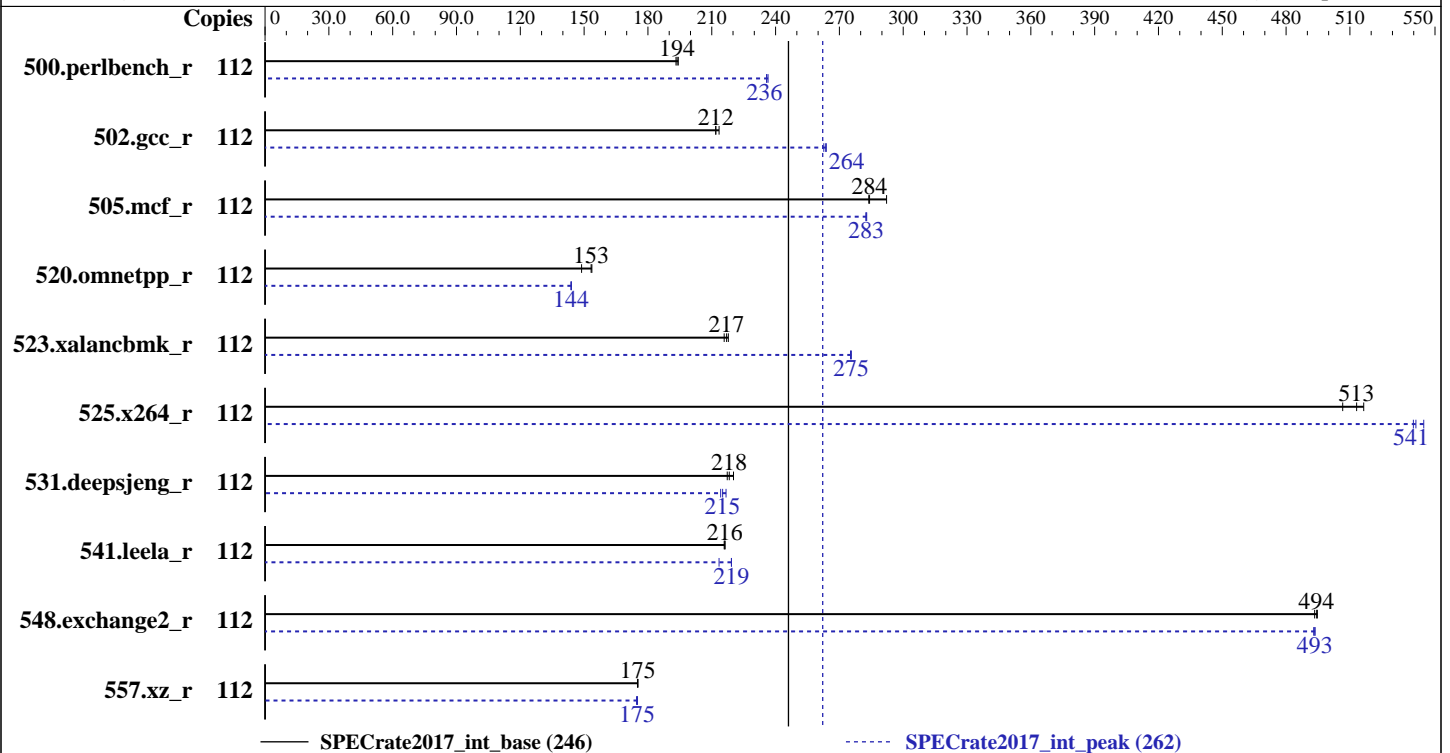 Copies 0 30.0 60.0 90.0 120 150 180 210 240 270 300 330 360 390 420 450 480 510 550
194
500.perlbench_r 112
236
212
502.gcc_r 112
264
284
505.mcf_r 112
283
153
520.omnetpp_r 112
144
217
523.xalancbmk_r 112
275
513
525.x264_r 112
541
218
531.deepsjeng_r 112
215
216
541.leela_r 112
219
494
548.exchange2_r 112
493
175
557.xz_r 112
175
SPECrate2017_int_base (246) SPECrate2017_int_peak (262)